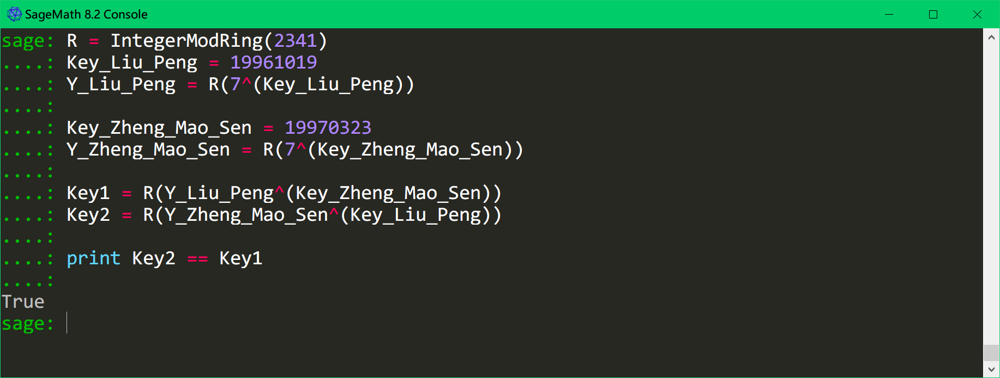 SageMath 8.2 Console
sage: R = IntegerModRing(2341)
....: Key_Liu_Peng = 19961019
....: Y_Liu_Peng = R(7^(Key_Liu_Peng))
....:
....: Key_Zheng_Mao_Sen = 19970323
....: Y_Zheng_Mao_Sen = R(7^(Key_Zheng_Mao_Sen))
....:
....: Key1 = R(Y_Liu_Peng^(Key_Zheng_Mao_Sen))
....: Key2 = R(Y_Zheng_Mao_Sen^(Key_Liu_Peng))
....:
....: print Key2 == Key1
....:
True
sage: